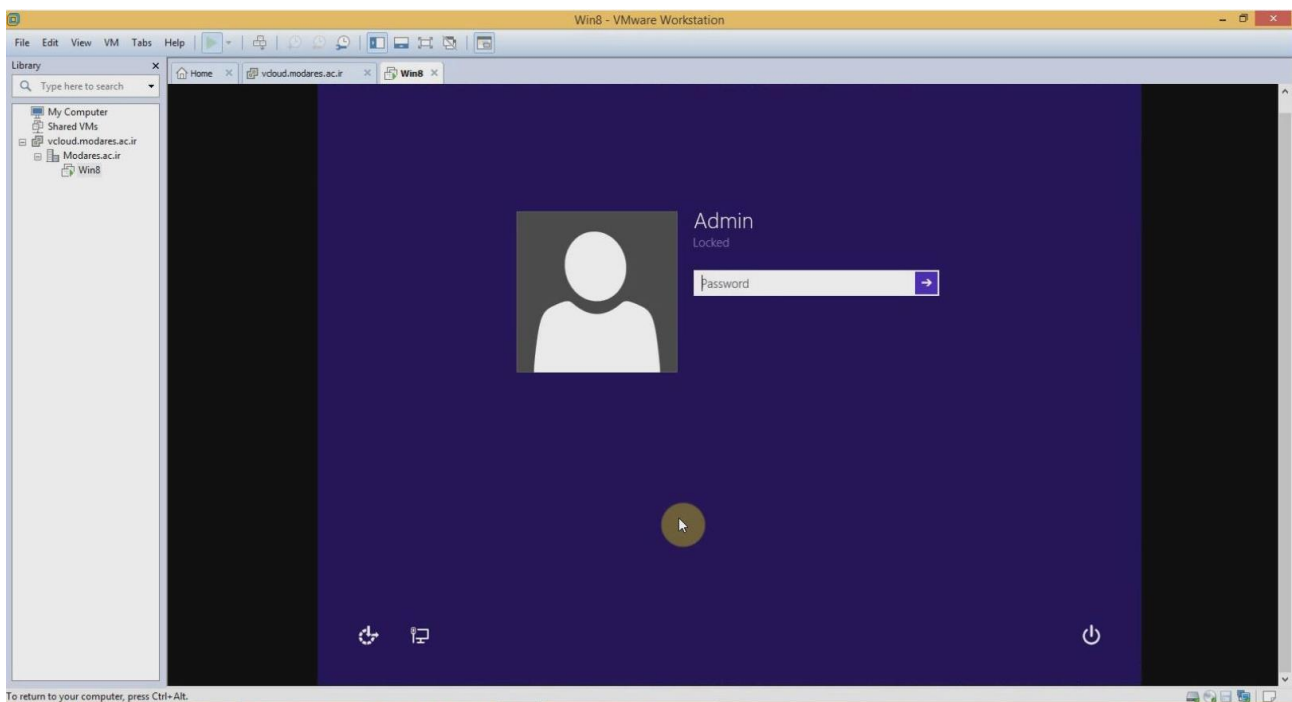 Win8 - VMware Workstation
File Edit View VM Tabs Help
Library
Type here to search
My Computer
Shared VMs
vcloud.modares.ac.ir
Modares.ac.ir
Win8
Home
vcloud.modares.ac.ir
Win8
Admin
Locked
Password
To return to your computer, press Ctrl+Alt.